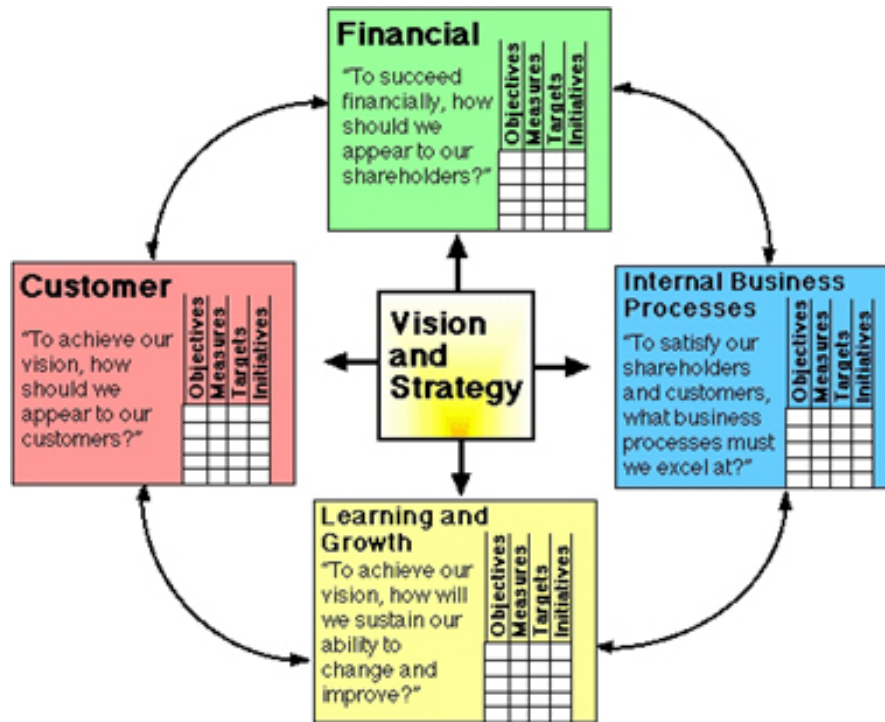 Financial
“To succeed
financially, how
should we
appear to our
shareholders?”
Objectives
Measures
Targets
Initiatives
Customer
“To achieve our
vision, how
should we
appear to our
customers?”
Objectives
Measures
Targets
Initiatives
Vision
and
Strategy
Internal Business
Processes
“To satisfy our
shareholders
and customers,
what business
processes must
we excel at?”
Objectives
Measures
Targets
Initiatives
Learning and
Growth
“To achieve our
vision, how will
we sustain our
ability to
change and
improve?”
Objectives
Measures
Targets
Initiatives